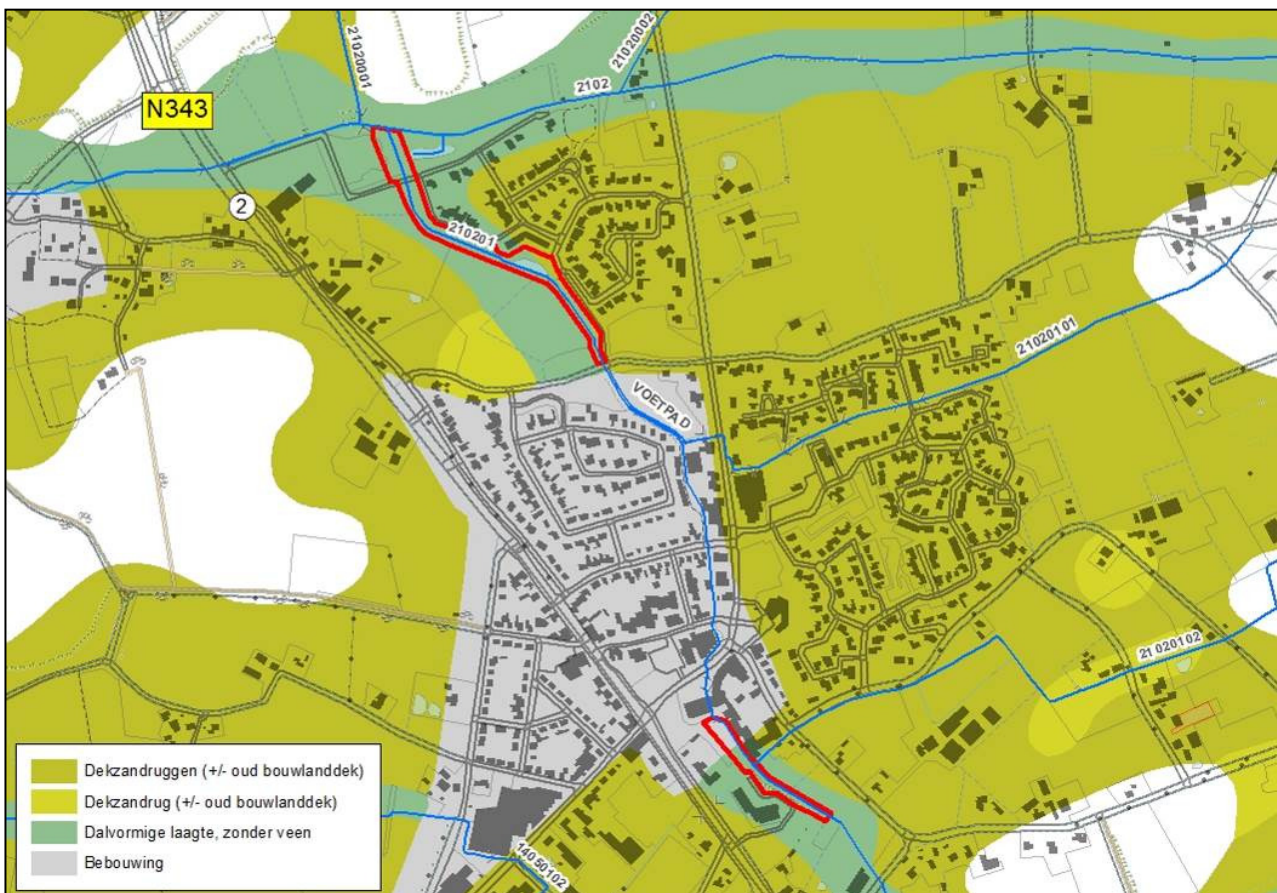 21020001
21020002
2102
N343
2
210201
21020101
VOETPAD
21020102
Dekzandruggen (+/- oud bouwlanddek)
Dekzandrug (+/- oud bouwlanddek)
Dalvormige laagte, zonder veen
Bebouwing
14050102